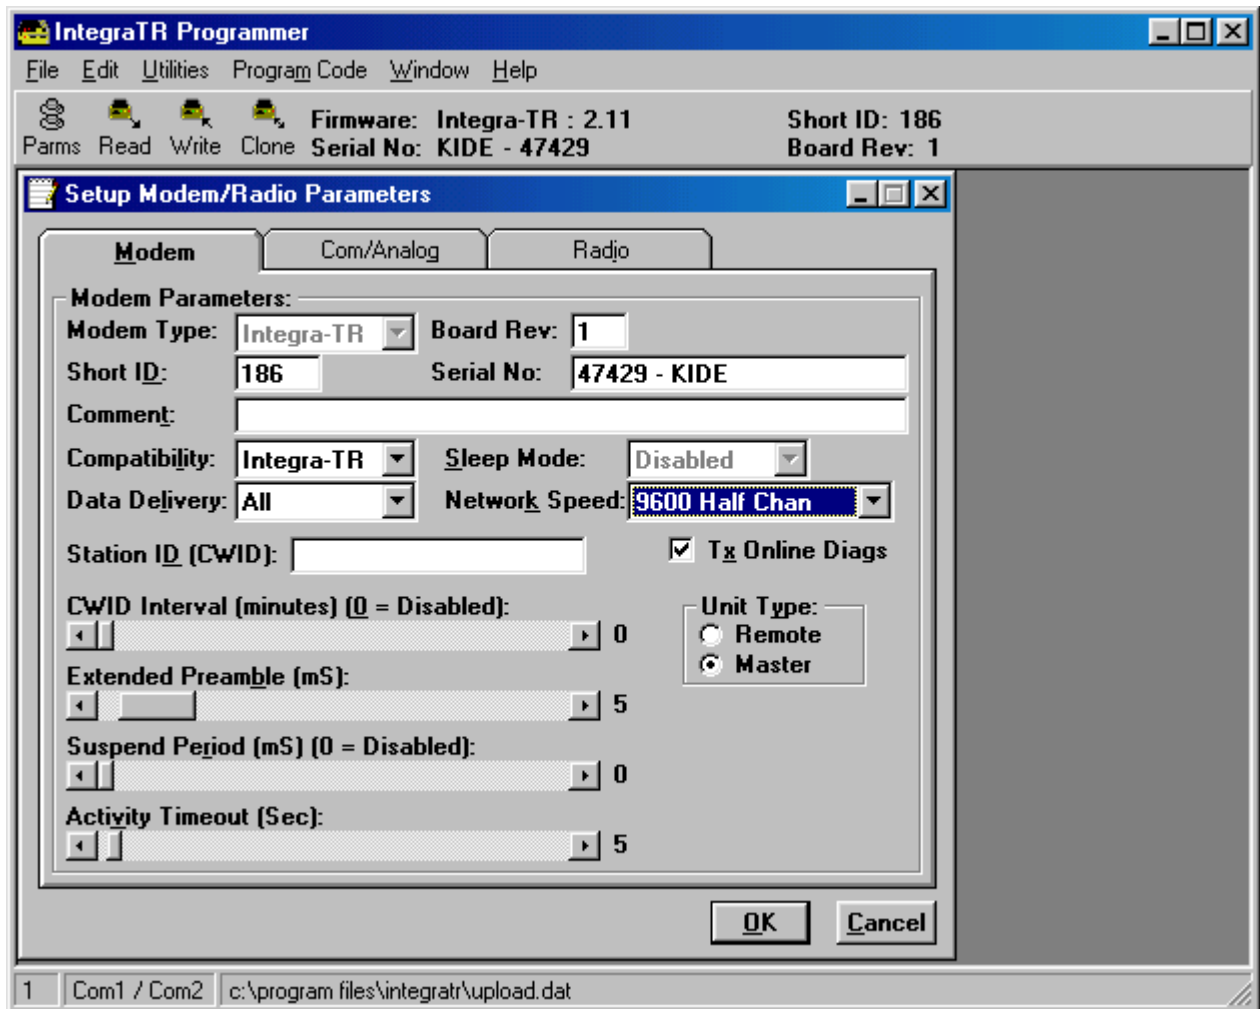 IntegraTR Programmer
File Edit Utilities Program Code Window Help
Parms Read Write Clone
Firmware: Integra-TR : 2.11 Short ID: 186
Serial No: KIDE - 47429 Board Rev: 1
Setup Modem/Radio Parameters
Modem Com/Analog Radio
Modem Parameters:
Modem Type: Integra-TR Board Rev: 1
Short ID: 186 Serial No: 47429 - KIDE
Comment:
Compatibility: Integra-TR Sleep Mode: Disabled
Data Delivery: All Network Speed: 9600 Half Chan
Station ID (CWID): Tx Online Diags
CWID Interval (minutes) (0 = Disabled):
0
Unit Type:
Remote
Master
Extended Preamble (mS):
5
Suspend Period (mS) (0 = Disabled):
0
Activity Timeout (Sec):
5
OK Cancel
1 Com1 / Com2 c:\program files\integratr\upload.dat